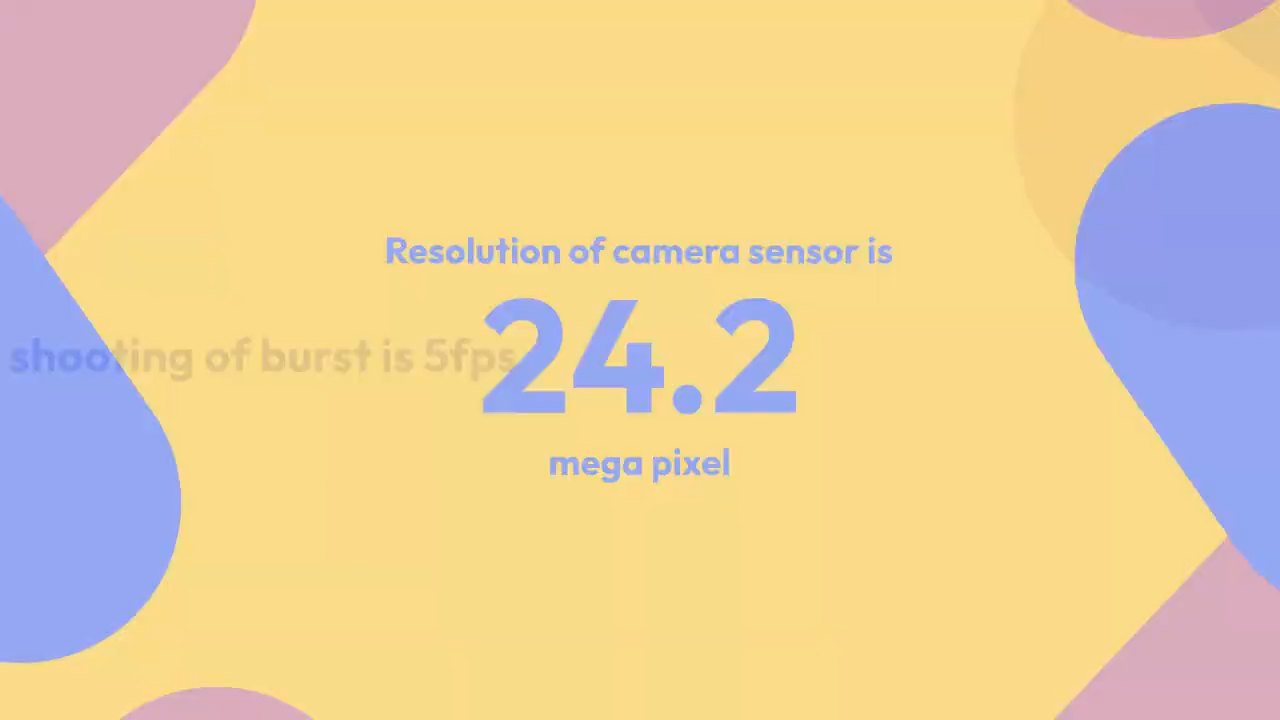 Resolution of camera sensor is
24.2
shooting of burst is 5fps
mega pixel